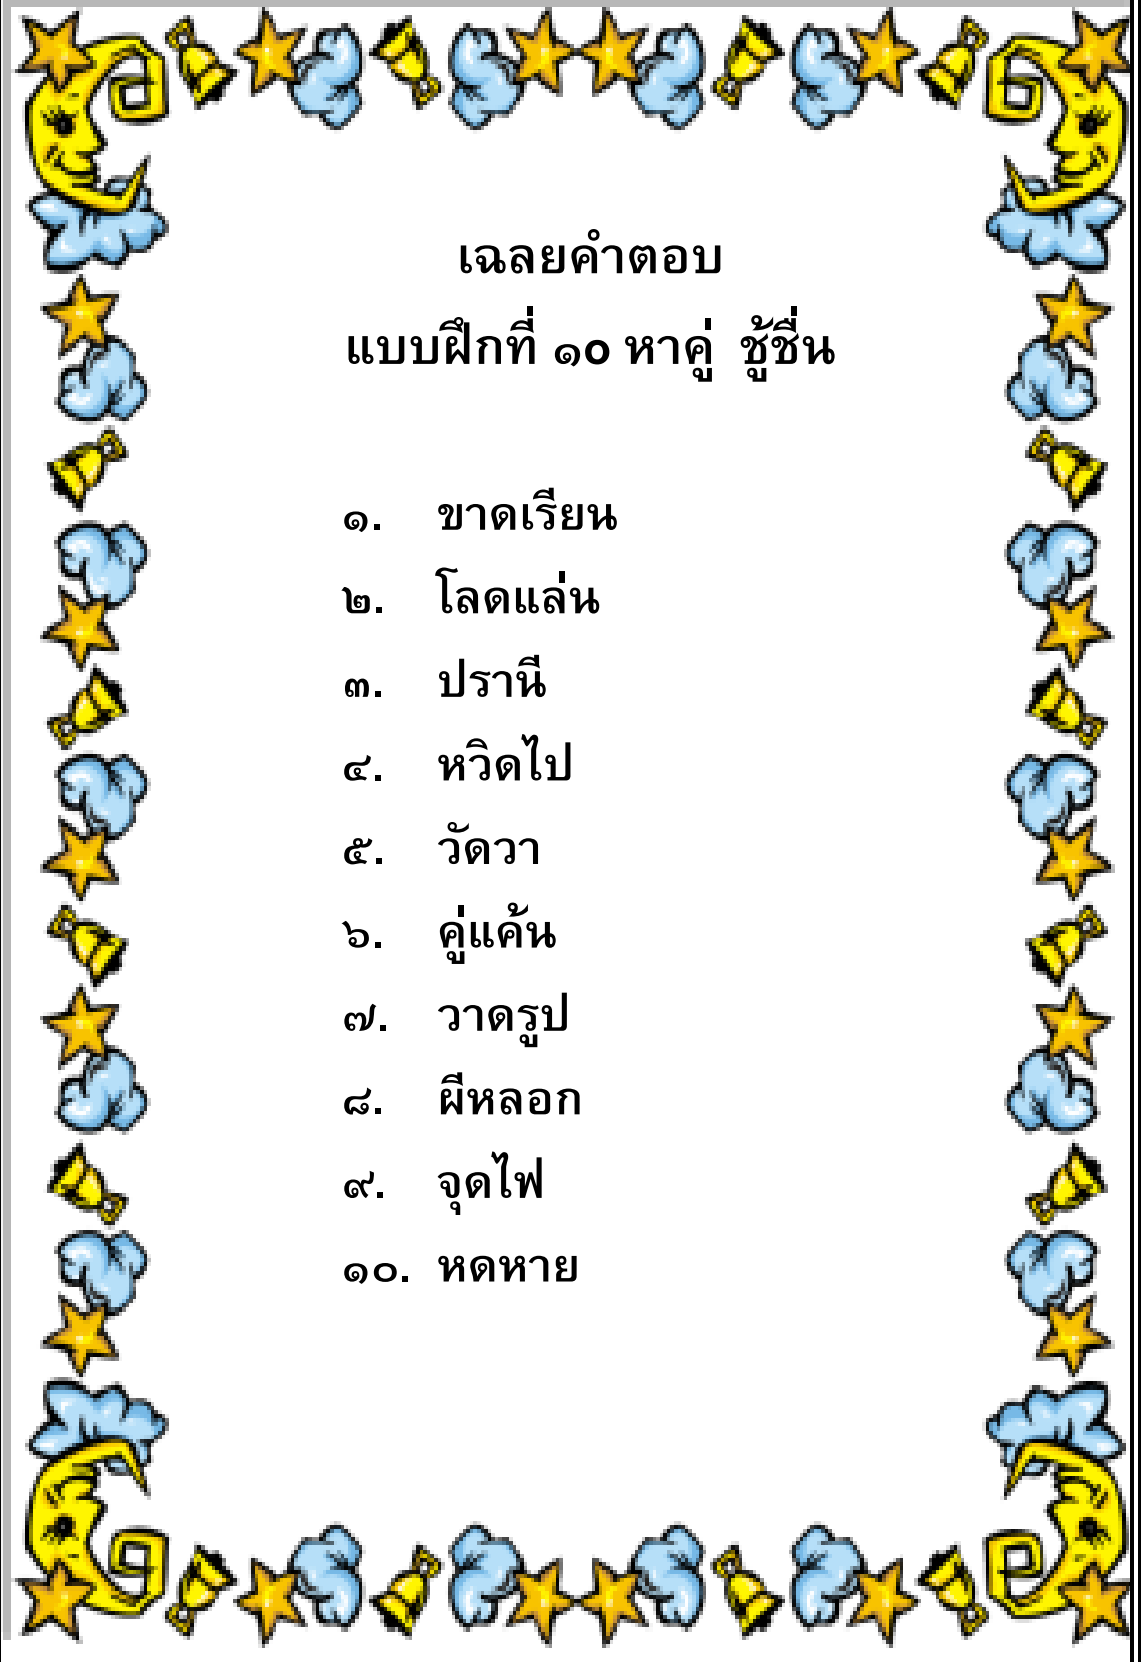 เฉลยคำตอบ
แบบฝึกที่ ๑๐ หาคู่ ชู้ชื่น
๑. ขาดเรียน
๒. โลดแล่น
๓. ปรานี
๔. หวิดไป
๕. วัดวา
๖. คู่แค้น
๗. วาดรูป
๘. ผีหลอก
๙. จุดไฟ
๑๐. หดหาย